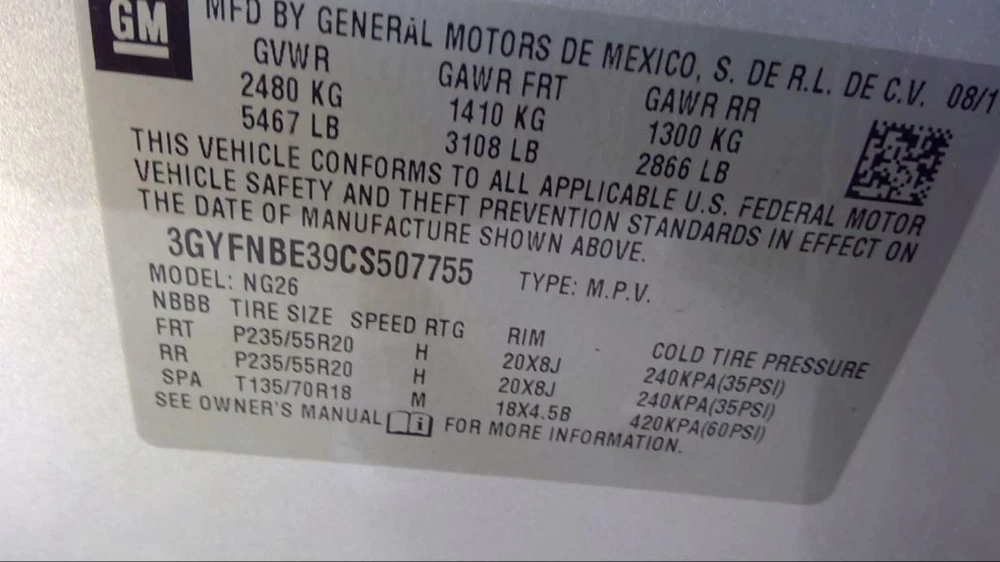 GM
MFD BY GENERAL MOTORS DE MEXICO, S. DE R.L. DE C.V. 08/1
GVWR GAWR FRT GAWR RR
2480 KG 1410 KG 1300 KG
5467 LB 3108 LB 2866 LB
THIS VEHICLE CONFORMS TO ALL APPLICABLE U.S. FEDERAL MOTOR
VEHICLE SAFETY AND THEFT PREVENTION STANDARDS IN EFFECT ON
THE DATE OF MANUFACTURE SHOWN ABOVE.
3GYFNBE39CS507755 TYPE: M.P.V.
MODEL: NG26
NBBB TIRE SIZE SPEED RTG RIM COLD TIRE PRESSURE
FRT P235/55R20 H 20X8J 240KPA(35PSI)
RR P235/55R20 H 20X8J 240KPA(35PSI)
SPA T135/70R18 M 18X4.5B 420KPA(60PSI)
SEE OWNER'S MANUAL i FOR MORE INFORMATION.